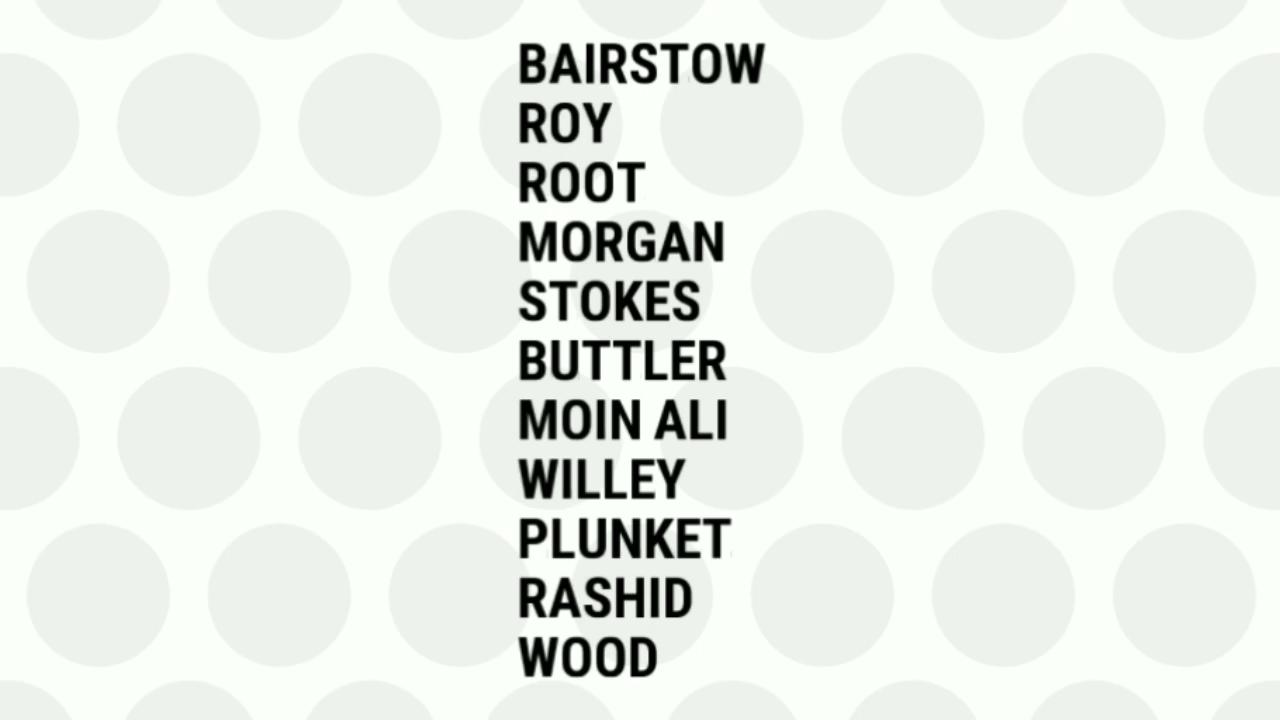 BAIRSTOW
ROY
ROOT
MORGAN
STOKES
BUTTLER
MOIN ALI
WILLEY
PLUNKET
RASHID
WOOD